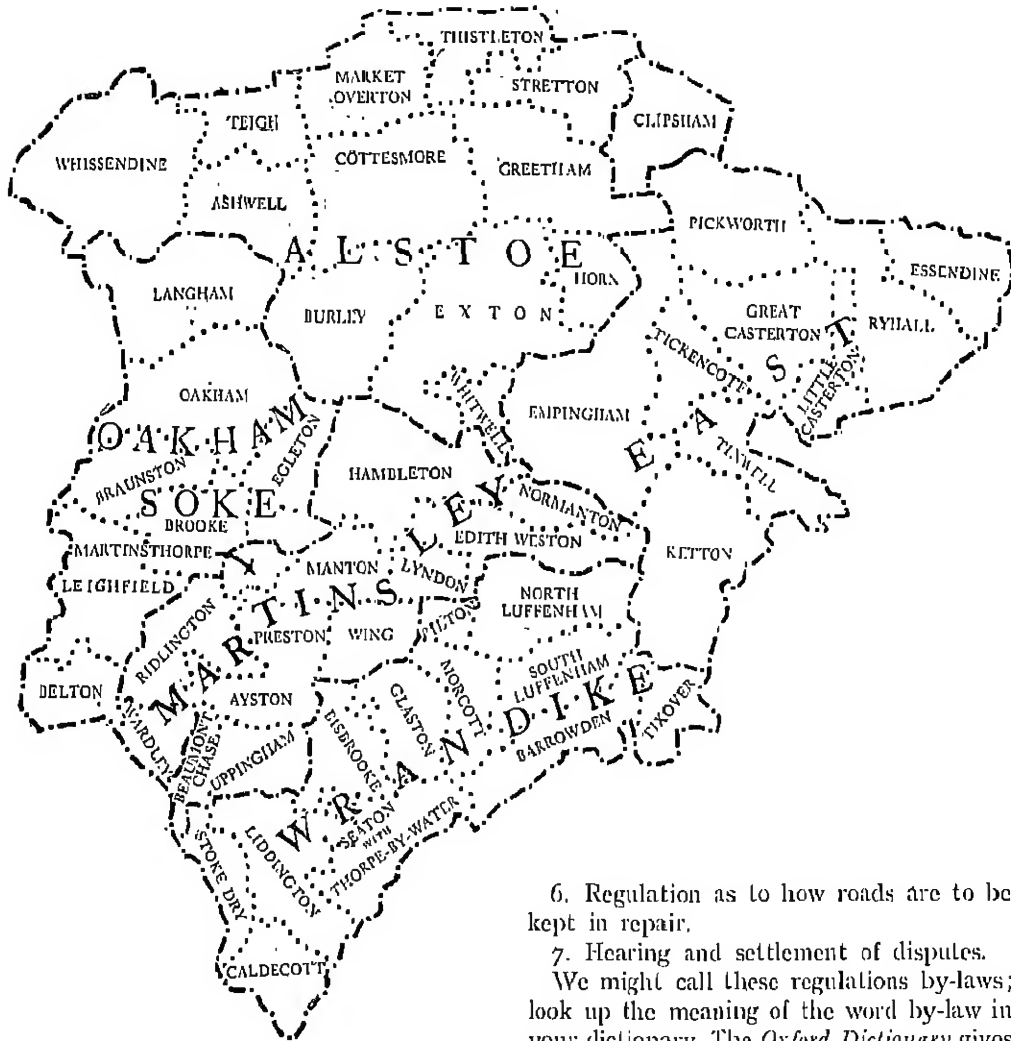 THISTLETON
MARKET
OVERTON
STRETTON
TEIGH
CLIPSHAM
WHISSENDINE
COTTESMORE
GREETHAM
ASHWELL
PICKWORTH
ALSTOE
ESSENDINE
HORN
LANGHAM
BURLEY
EXTON
GREAT
CASTERTON
RYHALL
TICKENCOTE
LITTLE
CASTERTON
WHITWELL
OAKHAM
EMPINGHAM
EAST
OAKHAM
SOKE
EGLETON
TINWELL
BRAUNSTON
HAMBLETON
NORMANTON
BROOKE
EDITH WESTON
MARTINSTHORPE
MANTON
LYNDON
KETTON
LEIGHFIELD
MARTINSLEY
NORTH
LUFFENHAM
RIDLINGTON
PRESTON
WING
PILTON
SOUTH
LUFFENHAM
BELTON
AYSTON
GLASTON
MORCOTT
TIXOVER
WARDLEY
BEAUMONT
CHASE
UPPINGHAM
BISBROOKE
BARROWDEN
WRANDIKE
SEATON
WITH
THORPE-BY-WATER
STOKE DRY
LIDDINGTON
CALDECOTT
6. Regulation as to how roads are to be
kept in repair.
7. Hearing and settlement of disputes.
We might call these regulations by-laws;
look up the meaning of the word by-law in
your dictionary. The Oxford Dictionary gives